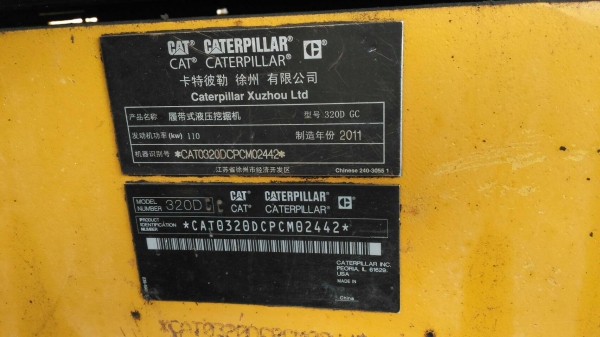 CAT CATERPILLAR C
CAT® CATERPILLAR®
卡特彼勒 徐州 有限公司
Caterpillar Xuzhou Ltd
产品名称 履带式液压挖掘机 型号 320D GC
发动机功率(kw) 110 制造年份 2011
机器识别号 *CAT0320DCPCM02442*
江苏省徐州市经济开发区 Chinese 240-3055 1
MODEL NUMBER 320D GC CAT CATERPILLAR C
CAT® CATERPILLAR®
PRODUCT IDENTIFICATION NUMBER *CAT0320DCPCM02442*
CATERPILLAR INC.
PEORIA, IL 61629,
USA
MADE IN
China